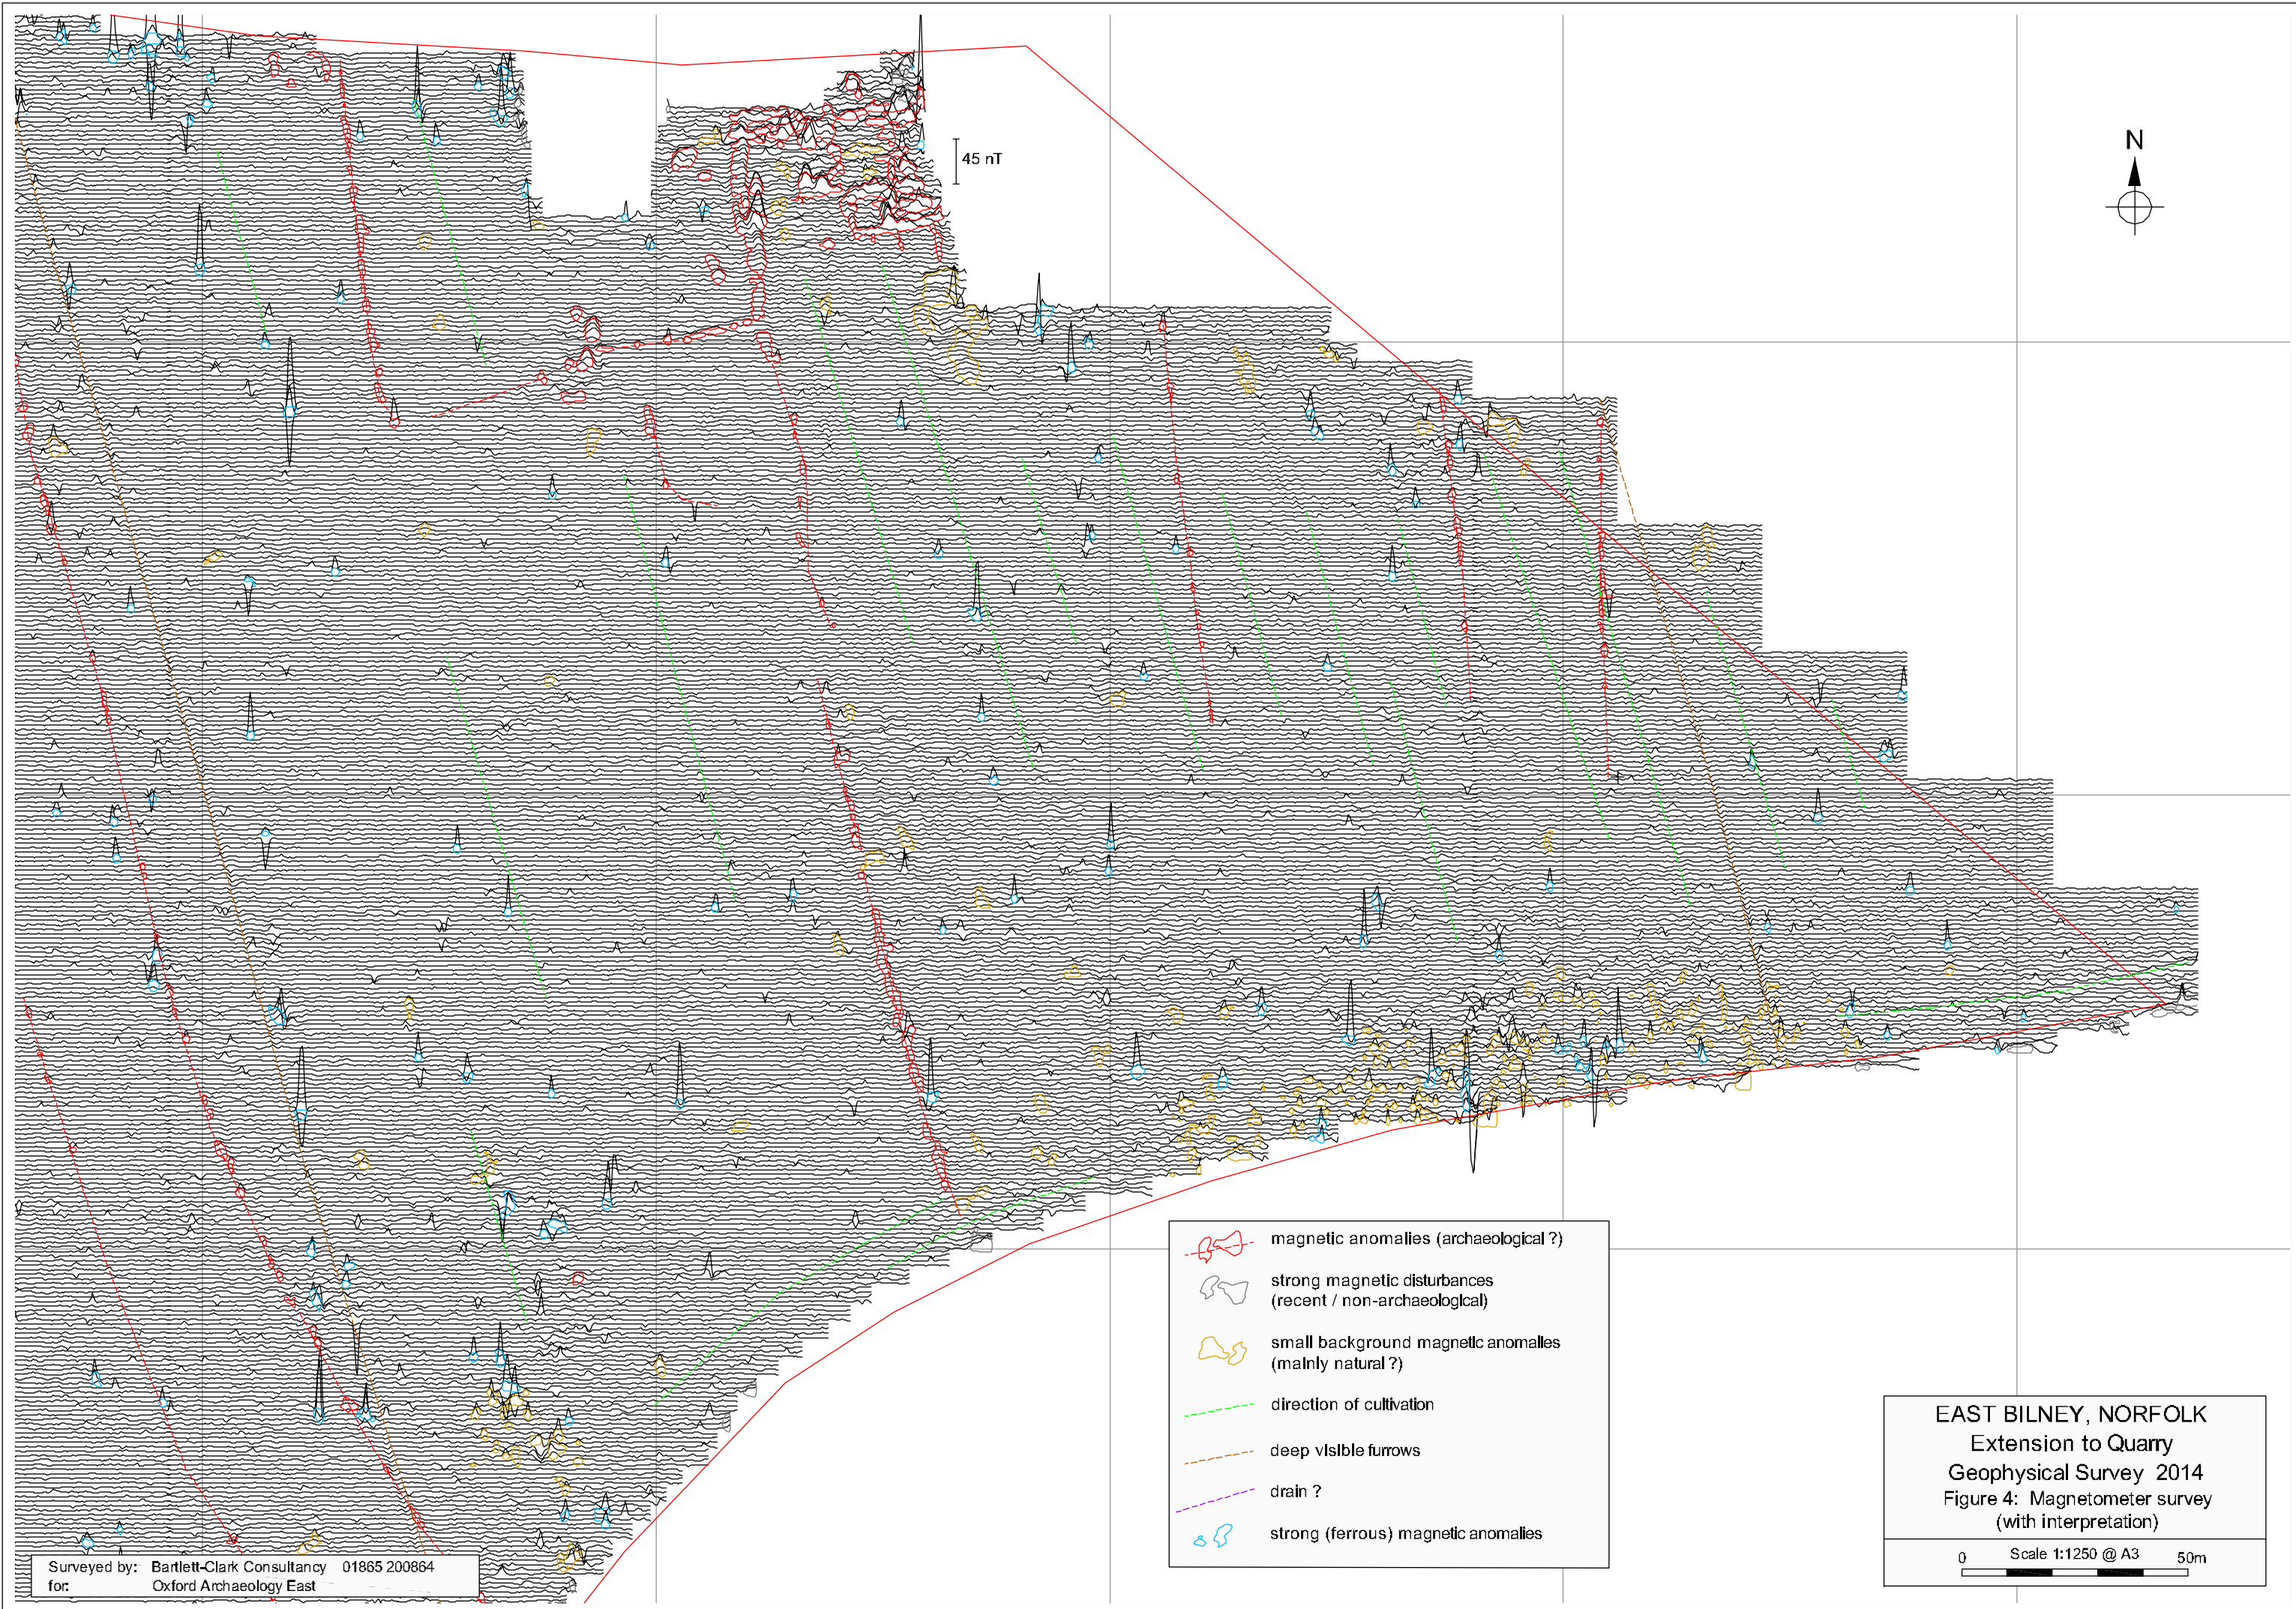 N
45 nT
magnetic anomalies (archaeological ?)
strong magnetic disturbances
(recent / non-archaeological)
small background magnetic anomalies
(mainly natural ?)
direction of cultivation
deep visible furrows
drain ?
strong (ferrous) magnetic anomalies
EAST BILNEY, NORFOLK
Extension to Quarry
Geophysical Survey 2014
Figure 4: Magnetometer survey
(with interpretation)
0 Scale 1:1250 @ A3 50m
Surveyed by: Bartlett-Clark Consultancy 01865 200864
for: Oxford Archaeology East